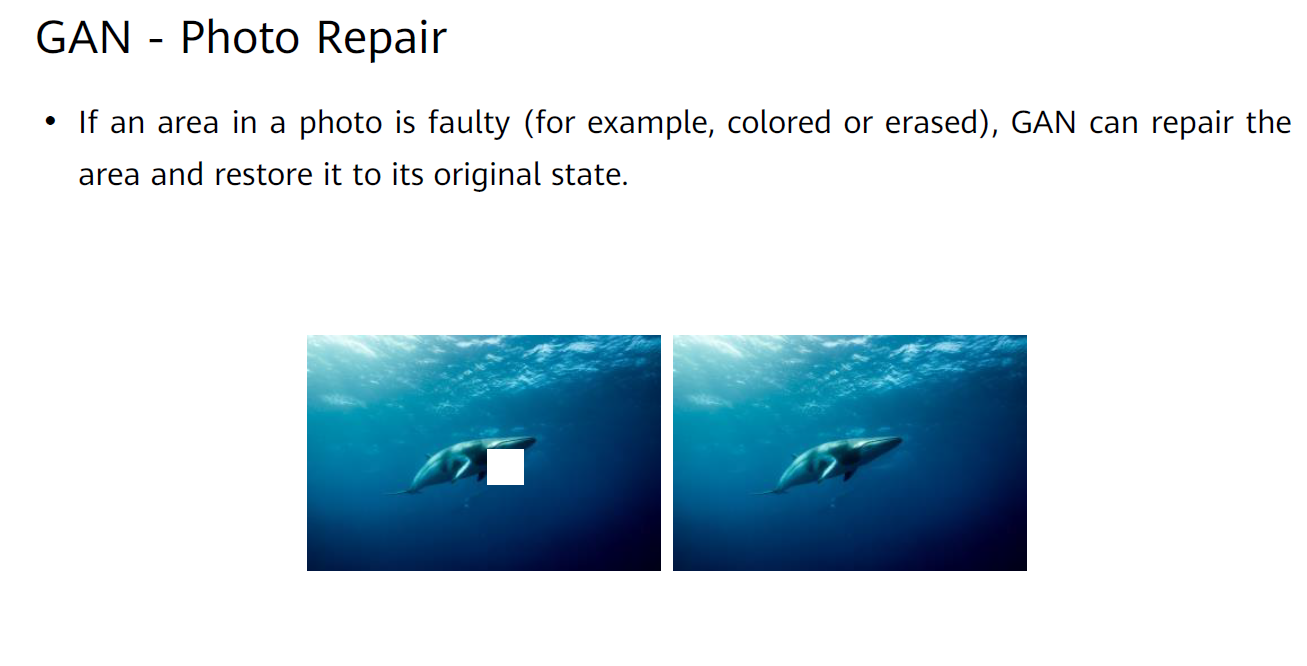 GAN - Photo Repair
• If an area in a photo is faulty (for example, colored or erased), GAN can repair the
area and restore it to its original state.